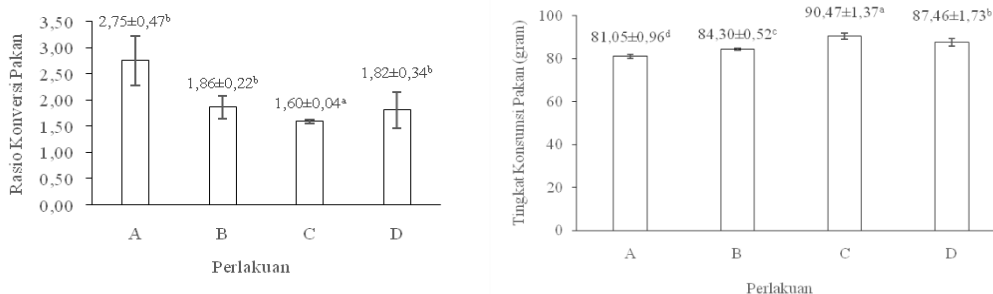 Rasio Konversi Pakan
3,50
3,00
2,50
2,00
1,50
1,00
0,50
0,00
2,75±0,47ᵇ
1,86±0,22ᵇ
1,60±0,04ᵃ
1,82±0,34ᵇ
A B C D
Perlakuan
Tingkat Konsumsi Pakan (gram)
100
80
60
40
20
0
81,05±0,96ᵈ
84,30±0,52ᶜ
90,47±1,37ᵃ
87,46±1,73ᵇ
A B C D
Perlakuan